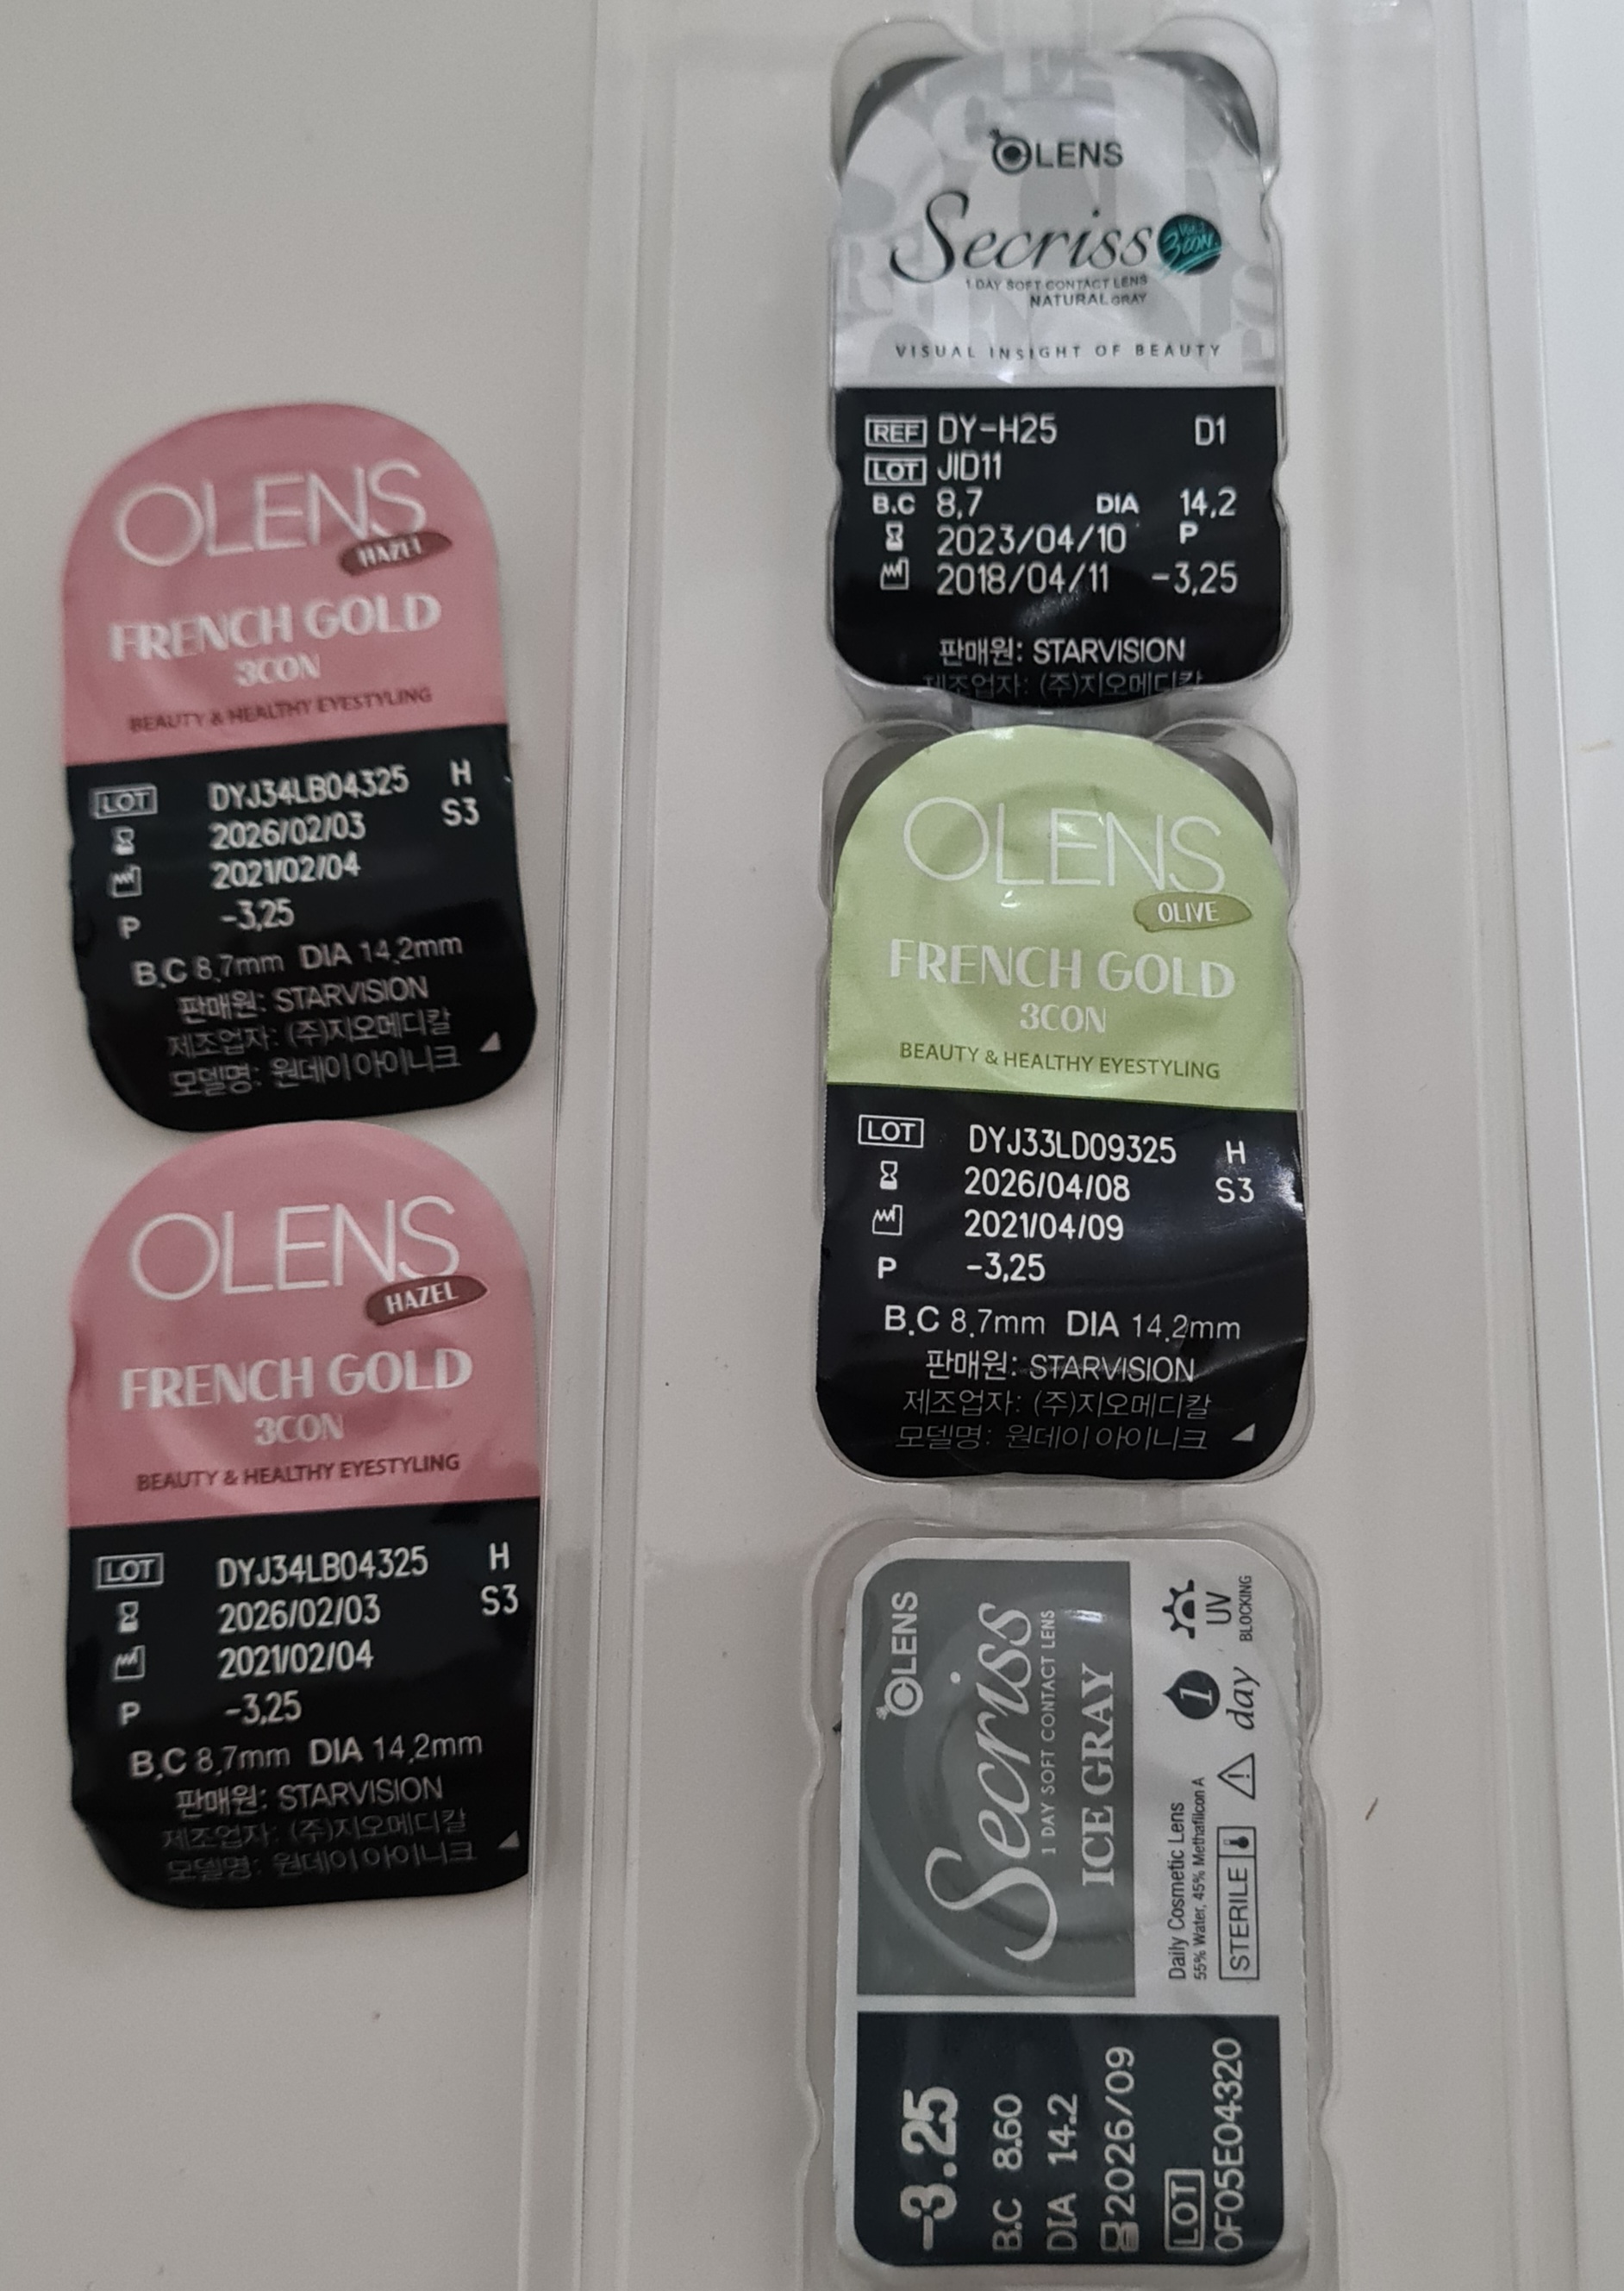 OLENS
HAZEL
FRENCH GOLD
3CON
BEAUTY & HEALTHY EYESTYLING
LOT DYJ34LB04325 H
2026/02/03 S3
2021/02/04
P -3,25
B.C 8.7mm DIA 14.2mm
판매원: STARVISION
제조업자: (주)지오메디칼
모델명: 원데이 아이니크
OLENS
HAZEL
FRENCH GOLD
3CON
BEAUTY & HEALTHY EYESTYLING
LOT DYJ34LB04325 H
2026/02/03 S3
2021/02/04
P -3,25
B.C 8.7mm DIA 14.2mm
판매원: STARVISION
제조업자: (주)지오메디칼
모델명: 원데이 아이니크
OLENS
Secriss 3CON.
1 DAY SOFT CONTACT LENS
NATURAL GRAY
VISUAL INSIGHT OF BEAUTY
REF DY-H25 D1
LOT JID11
B.C 8,7 DIA 14,2
2023/04/10 P
2018/04/11 -3,25
판매원: STARVISION
제조업자: (주)지오메디칼
OLENS
OLIVE
FRENCH GOLD
3CON
BEAUTY & HEALTHY EYESTYLING
LOT DYJ33LD09325 H
2026/04/08 S3
2021/04/09
P -3,25
B.C 8.7mm DIA 14.2mm
판매원: STARVISION
제조업자: (주)지오메디칼
모델명: 원데이 아이니크
OLENS
Secriss
1 DAY SOFT CONTACT LENS
ICE GRAY
Daily Cosmetic Lens
55% Water, 45% Methafilcon A
STERILE
1 day
UV
BLOCKING
-3.25
B.C 8.60
DIA 14.2
2026/09
LOT
0F05E04320